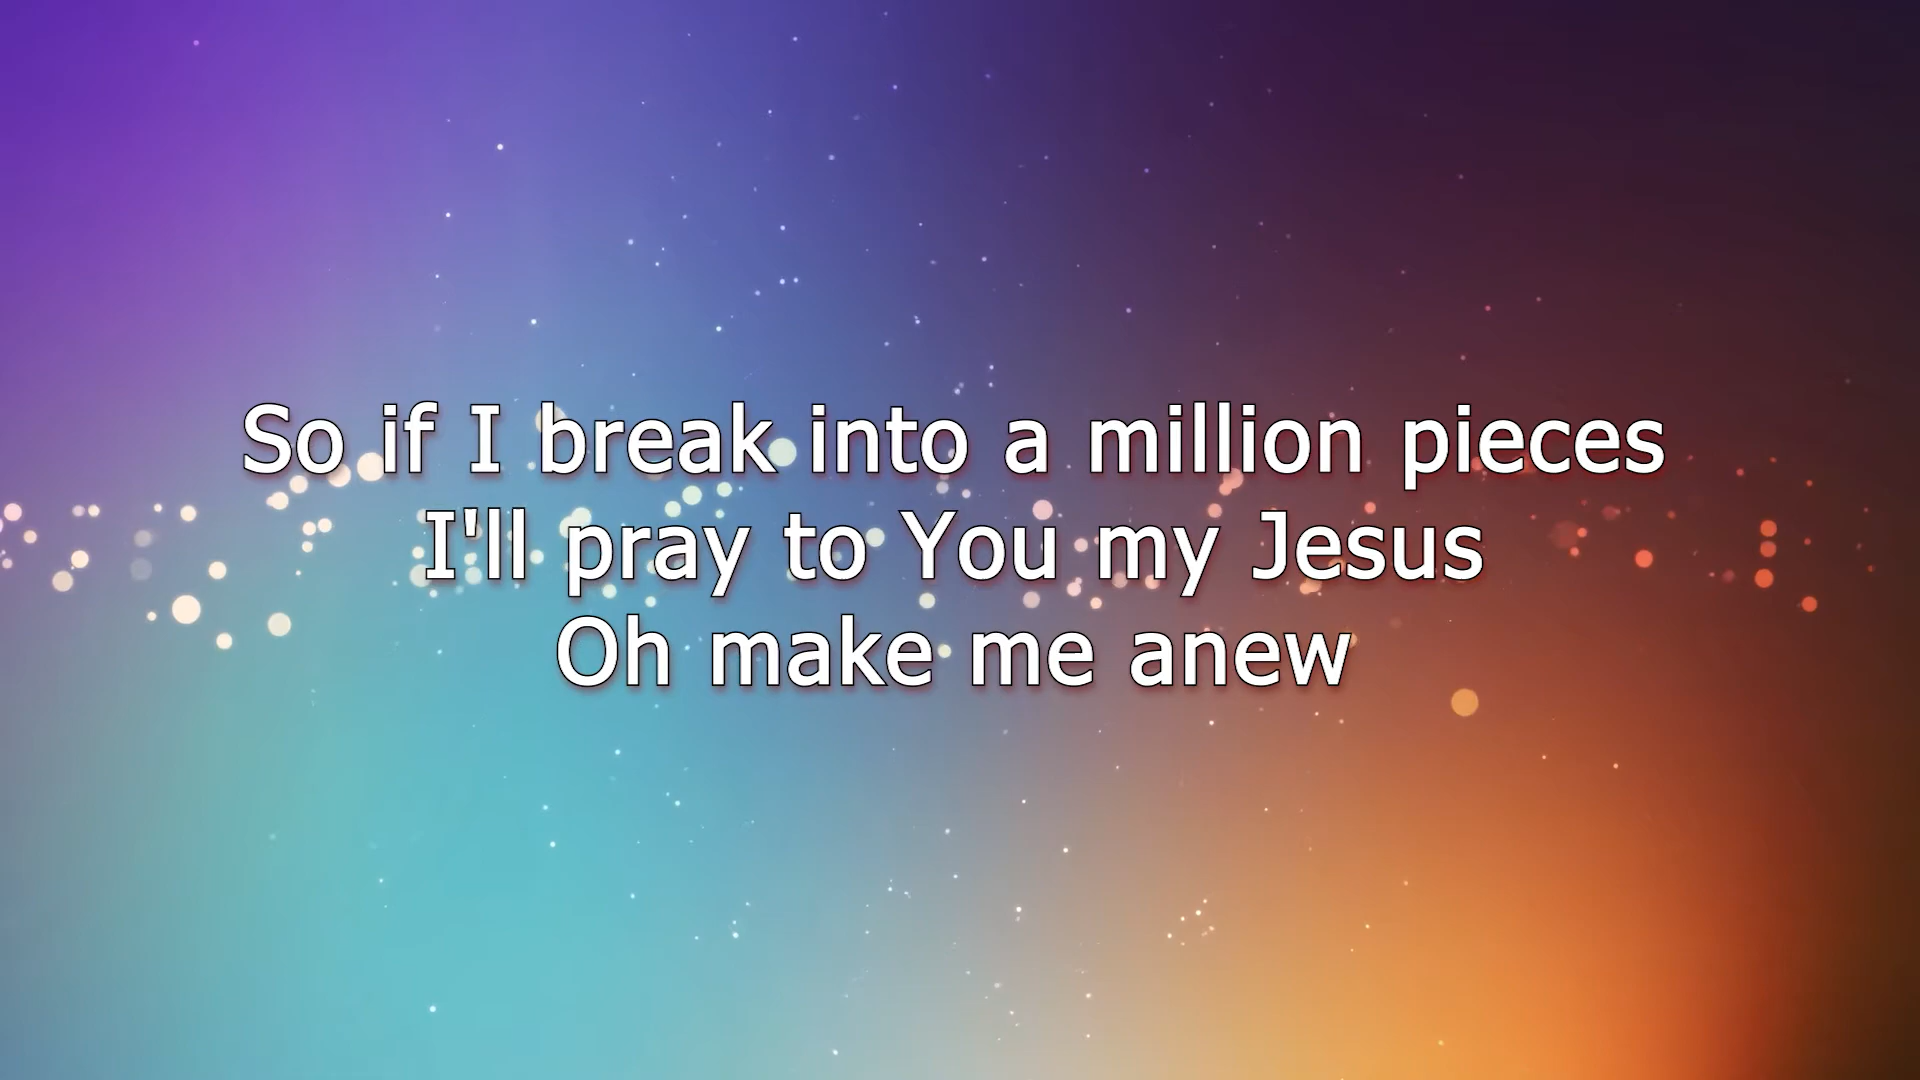 So if I break into a million pieces
I'll pray to You my Jesus
Oh make me anew